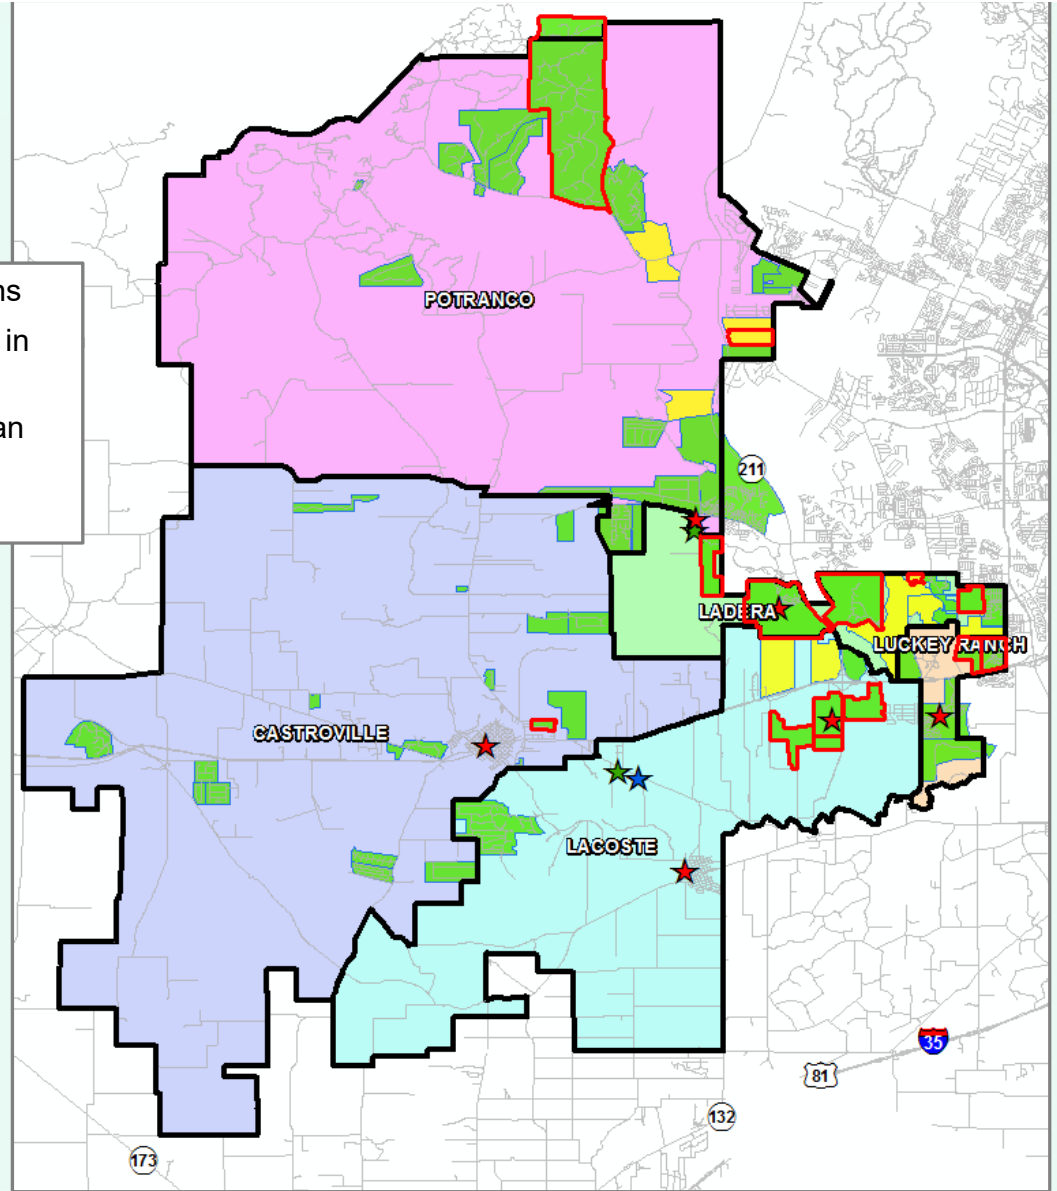 ns
in
an
POTRANCO
211
LADERA
LUCKEY RANCH
CASTROVILLE
LACOSTE
35
81
132
173